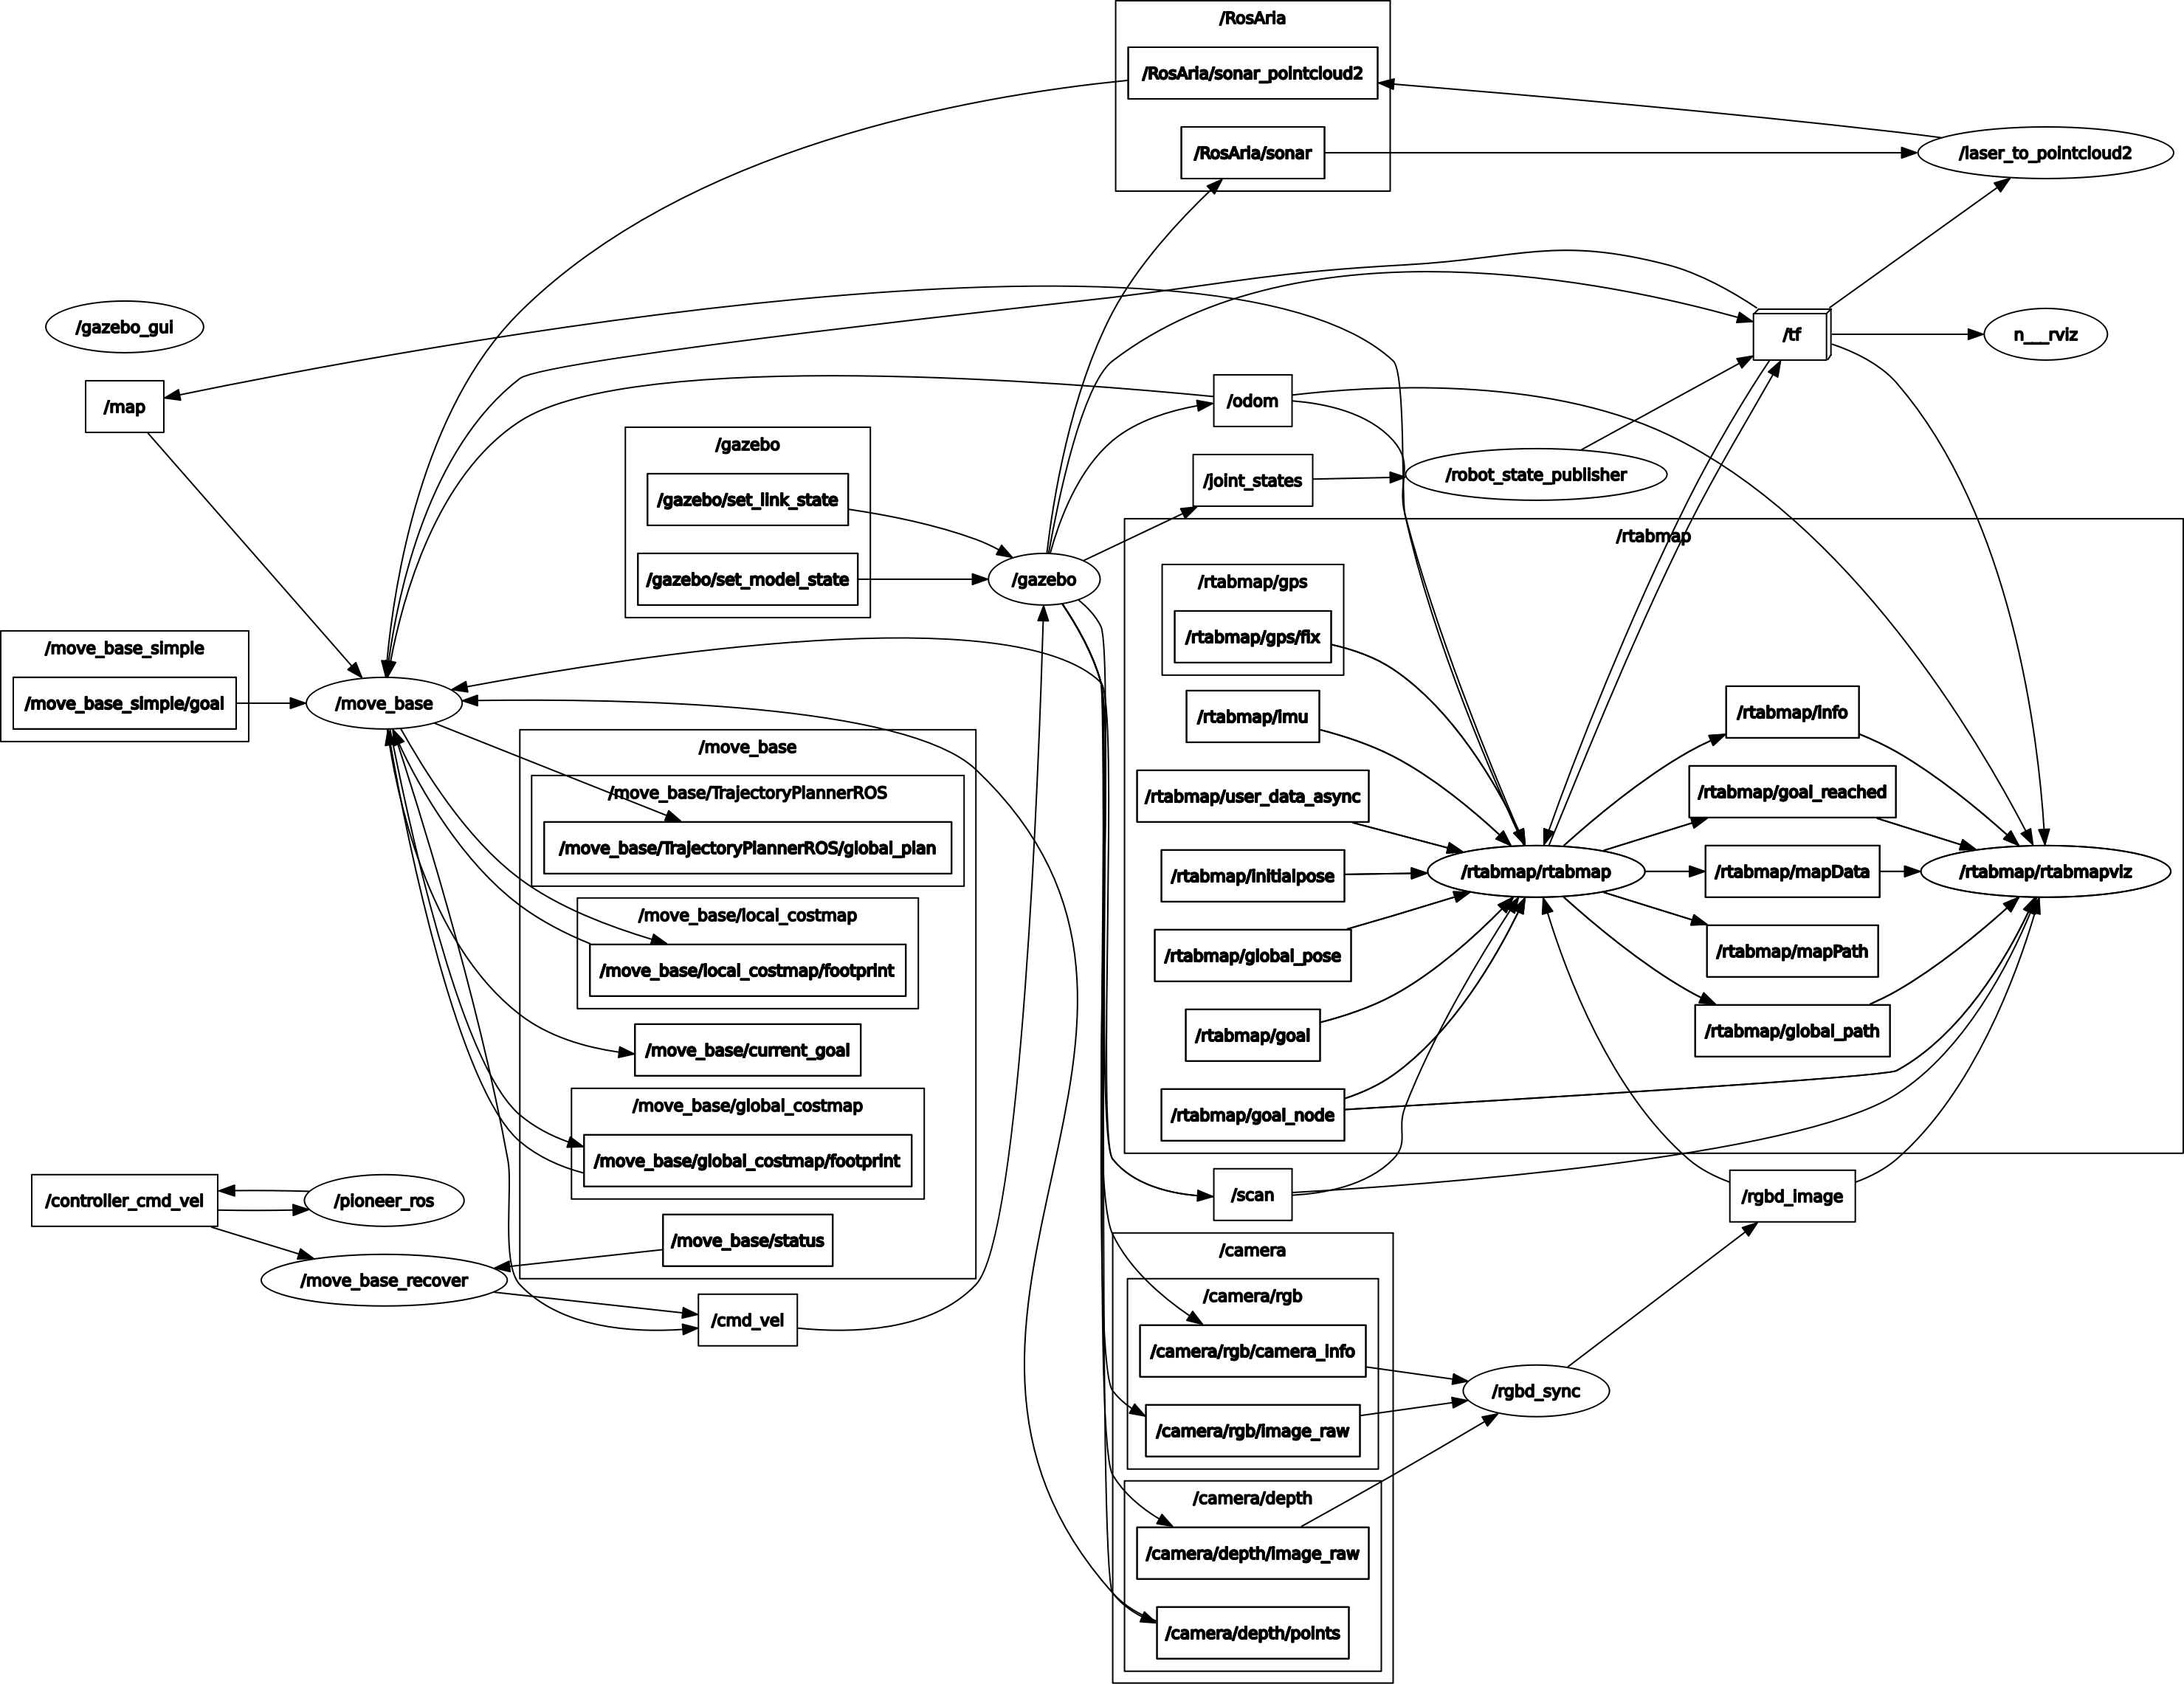 /RosAria
/RosAria/sonar_pointcloud2
/RosAria/sonar
/laser_to_pointcloud2
/gazebo_gui
/tf
n___rviz
/map
/odom
/gazebo
/gazebo/set_link_state
/gazebo/set_model_state
/joint_states
/robot_state_publisher
/gazebo
/rtabmap
/rtabmap/gps
/rtabmap/gps/fix
/move_base_simple
/move_base_simple/goal
/move_base
/rtabmap/imu
/rtabmap/info
/move_base
/move_base/TrajectoryPlannerROS
/move_base/TrajectoryPlannerROS/global_plan
/rtabmap/user_data_async
/rtabmap/goal_reached
/rtabmap/initialpose
/rtabmap/rtabmap
/rtabmap/mapData
/rtabmap/rtabmapviz
/move_base/local_costmap
/move_base/local_costmap/footprint
/rtabmap/global_pose
/rtabmap/mapPath
/move_base/current_goal
/rtabmap/goal
/rtabmap/global_path
/move_base/global_costmap
/move_base/global_costmap/footprint
/rtabmap/goal_node
/controller_cmd_vel
/pioneer_ros
/scan
/rgbd_image
/move_base/status
/move_base_recover
/cmd_vel
/camera
/camera/rgb
/camera/rgb/camera_info
/camera/rgb/image_raw
/rgbd_sync
/camera/depth
/camera/depth/image_raw
/camera/depth/points